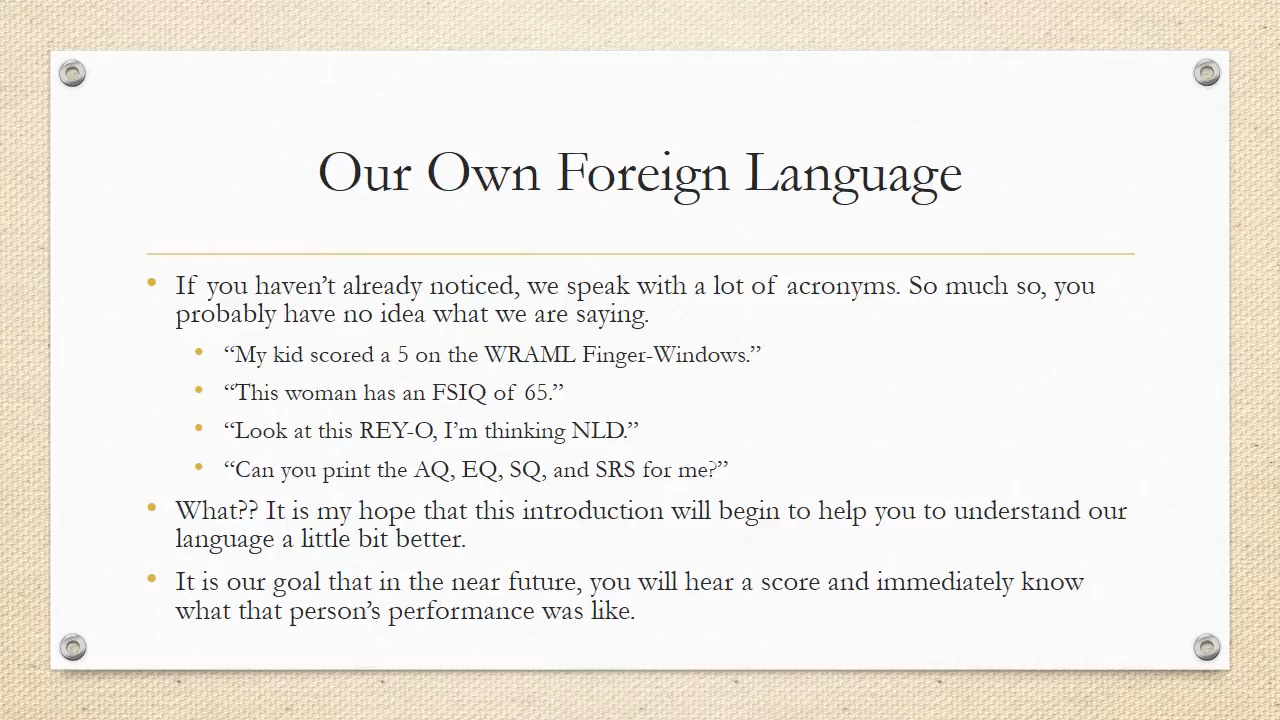 Our Own Foreign Language
• If you haven’t already noticed, we speak with a lot of acronyms. So much so, you
probably have no idea what we are saying.
• “My kid scored a 5 on the WRAML Finger-Windows.”
• “This woman has an FSIQ of 65.”
• “Look at this REY-O, I’m thinking NLD.”
• “Can you print the AQ, EQ, SQ, and SRS for me?”
• What?? It is my hope that this introduction will begin to help you to understand our
language a little bit better.
• It is our goal that in the near future, you will hear a score and immediately know
what that person’s performance was like.